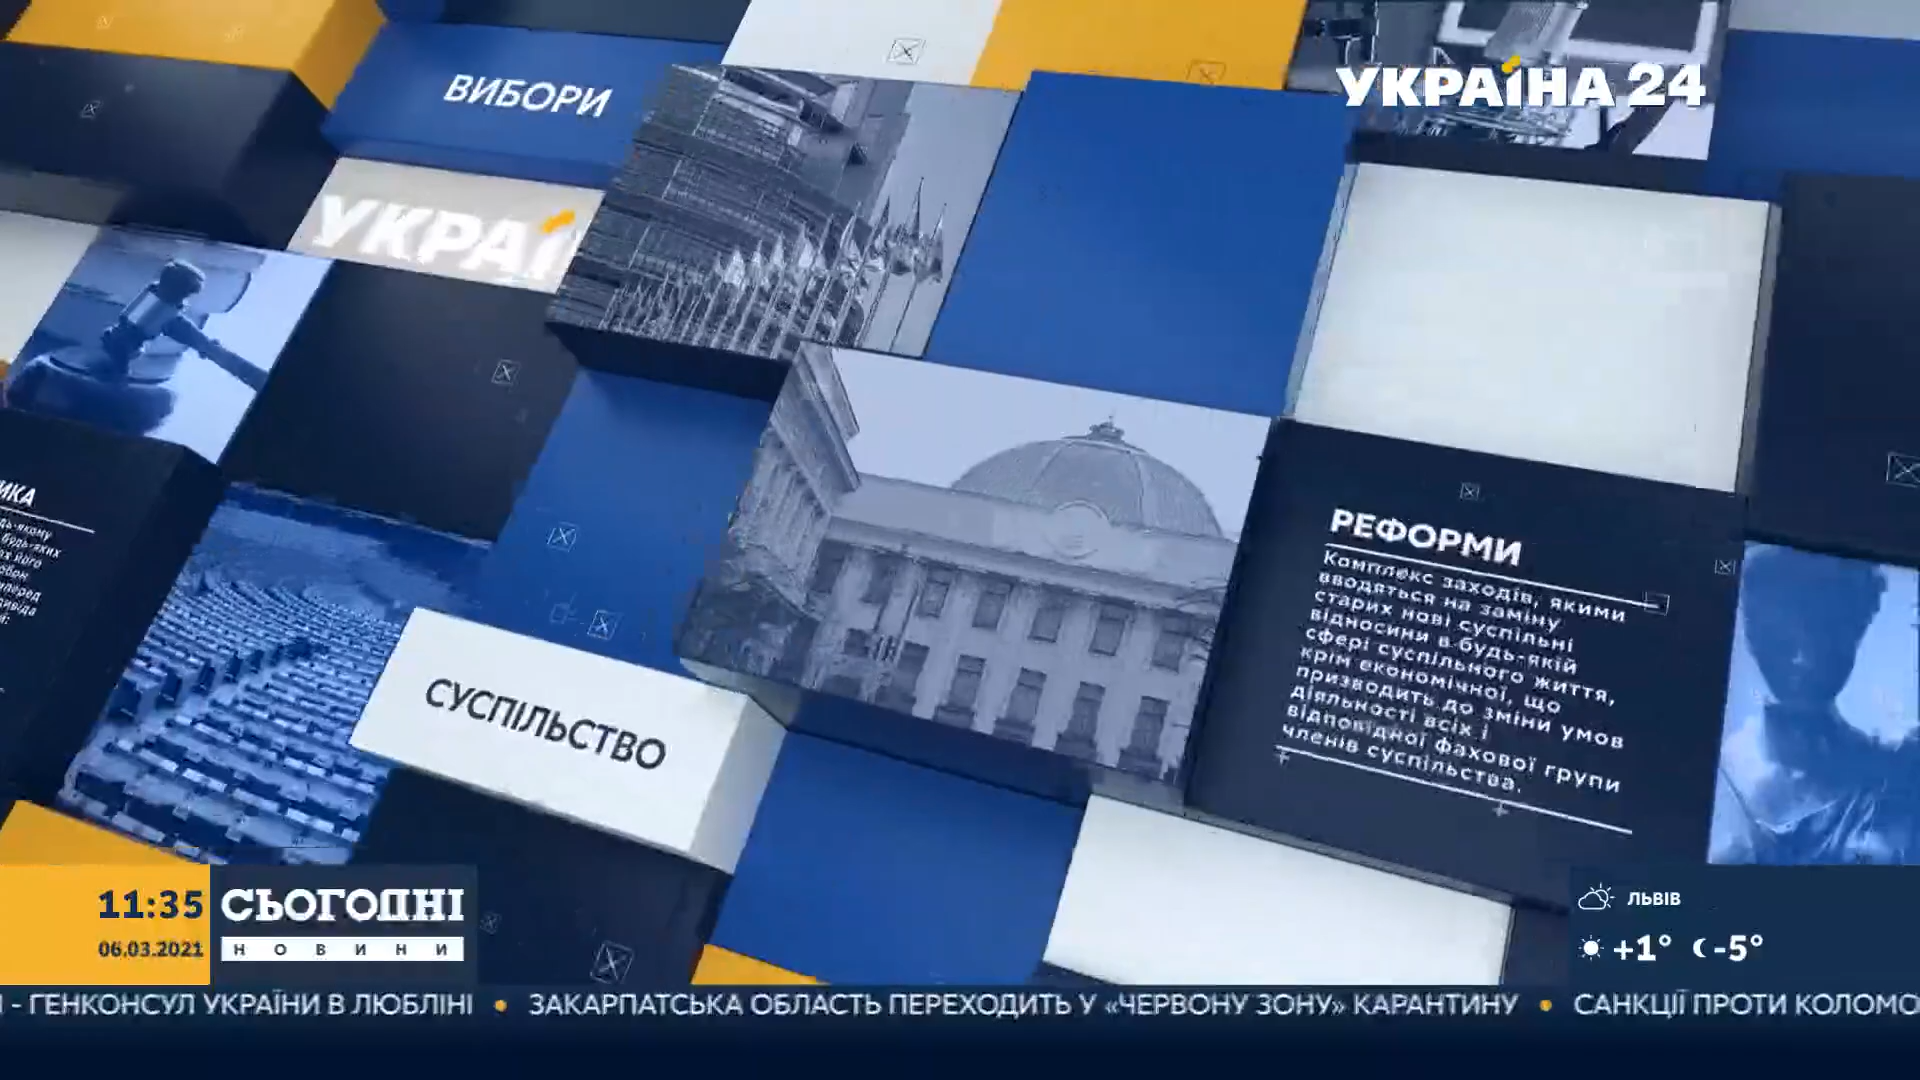 ВИБОРИ
УКРАЇНА 24
УКРАЇ
ИКА
РЕФОРМИ
Комплекс заходів, якими
вводяться на заміну
старих нові суспільні
відносини в будь-якій
сфері суспільного життя,
крім економічної, що
призводить до зміни умов
діяльності всіх і
відповідної фахової групи
членів суспільства.
СУСПІЛЬСТВО
11:35
06.03.2021
СЬОГОДНІ
НОВИНИ
ЛЬВІВ
+1° -5°
- ГЕНКОНСУЛ УКРАЇНИ В ЛЮБЛІНІ • ЗАКАРПАТСЬКА ОБЛАСТЬ ПЕРЕХОДИТЬ У «ЧЕРВОНУ ЗОНУ» КАРАНТИНУ • САНКЦІЇ ПРОТИ КОЛОМО